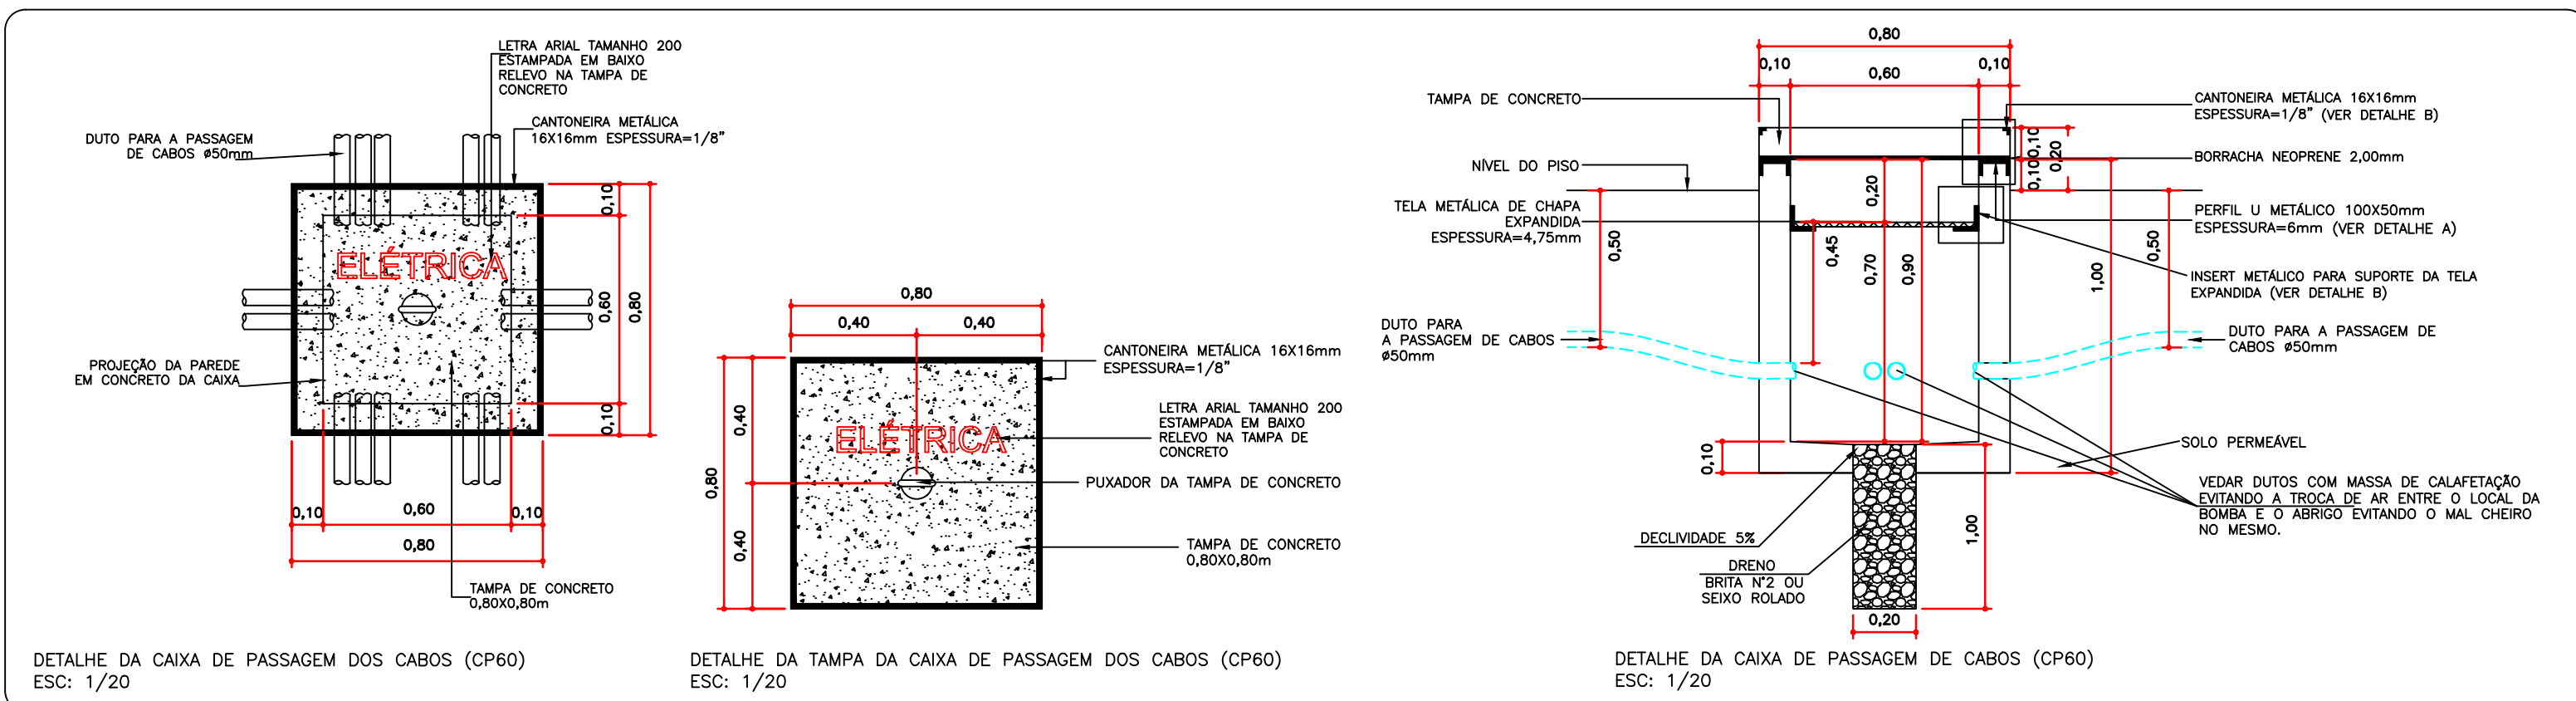 LETRA ARIAL TAMANHO 200
ESTAMPADA EM BAIXO
RELEVO NA TAMPA DE
CONCRETO
CANTONEIRA METÁLICA
16X16mm ESPESSURA=1/8"
DUTO PARA A PASSAGEM
DE CABOS ø50mm
ELÉTRICA
PROJEÇÃO DA PAREDE
EM CONCRETO DA CAIXA
0,10
0,60
0,80
0,10
0,10
0,60
0,10
0,80
TAMPA DE CONCRETO
0,80X0,80m
DETALHE DA CAIXA DE PASSAGEM DOS CABOS (CP60)
ESC: 1/20
0,80
0,40
0,40
CANTONEIRA METÁLICA 16X16mm
ESPESSURA=1/8"
0,40
0,80
0,40
ELÉTRICA
LETRA ARIAL TAMANHO 200
ESTAMPADA EM BAIXO
RELEVO NA TAMPA DE
CONCRETO
PUXADOR DA TAMPA DE CONCRETO
TAMPA DE CONCRETO
0,80X0,80m
DETALHE DA TAMPA DA CAIXA DE PASSAGEM DOS CABOS (CP60)
ESC: 1/20
0,80
0,10
0,60
0,10
TAMPA DE CONCRETO
NÍVEL DO PISO
TELA METÁLICA DE CHAPA
EXPANDIDA
ESPESSURA=4,75mm
0,50
DUTO PARA
A PASSAGEM DE CABOS
ø50mm
0,20
0,45
0,70
0,90
0,10
0,10
0,20
1,00
0,50
CANTONEIRA METÁLICA 16X16mm
ESPESSURA=1/8" (VER DETALHE B)
BORRACHA NEOPRENE 2,00mm
PERFIL U METÁLICO 100X50mm
ESPESSURA=6mm (VER DETALHE A)
INSERT METÁLICO PARA SUPORTE DA TELA
EXPANDIDA (VER DETALHE B)
DUTO PARA A PASSAGEM DE
CABOS ø50mm
SOLO PERMEÁVEL
VEDAR DUTOS COM MASSA DE CALAFETAÇÃO
EVITANDO A TROCA DE AR ENTRE O LOCAL DA
BOMBA E O ABRIGO EVITANDO O MAL CHEIRO
NO MESMO.
0,10
DECLIVIDADE 5%
DRENO
BRITA N°2 OU
SEIXO ROLADO
1,00
0,20
DETALHE DA CAIXA DE PASSAGEM DE CABOS (CP60)
ESC: 1/20